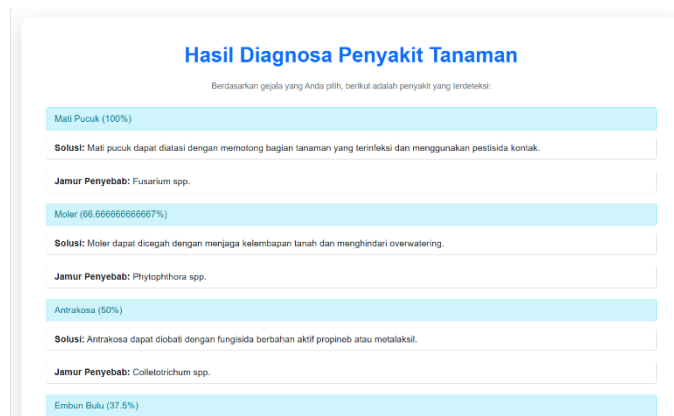 Hasil Diagnosa Penyakit Tanaman
Berdasarkan gejala yang Anda pilih, berikut adalah penyakit yang terdeteksi:
Mati Pucuk (100%)
Solusi: Mati pucuk dapat diatasi dengan memotong bagian tanaman yang terinfeksi dan menggunakan pestisida kontak.
Jamur Penyebab: Fusarium spp.
Moler (66.666666666667%)
Solusi: Moler dapat dicegah dengan menjaga kelembapan tanah dan menghindari overwatering.
Jamur Penyebab: Phytophthora spp.
Antrakosa (50%)
Solusi: Antrakosa dapat diobati dengan fungisida berbahan aktif propineb atau metalaksil.
Jamur Penyebab: Colletotrichum spp.
Embun Bulu (37.5%)